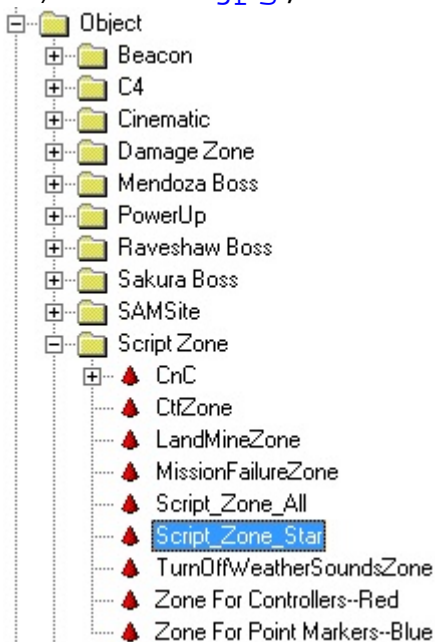 Object
Beacon
C4
Cinematic
Damage Zone
Mendoza Boss
PowerUp
Raveshaw Boss
Sakura Boss
SAMSite
Script Zone
CnC
CtfZone
LandMineZone
MissionFailureZone
Script_Zone_All
Script_Zone_Star
TurnOffWeatherSoundsZone
Zone For Controllers--Red
Zone For Point Markers--Blue